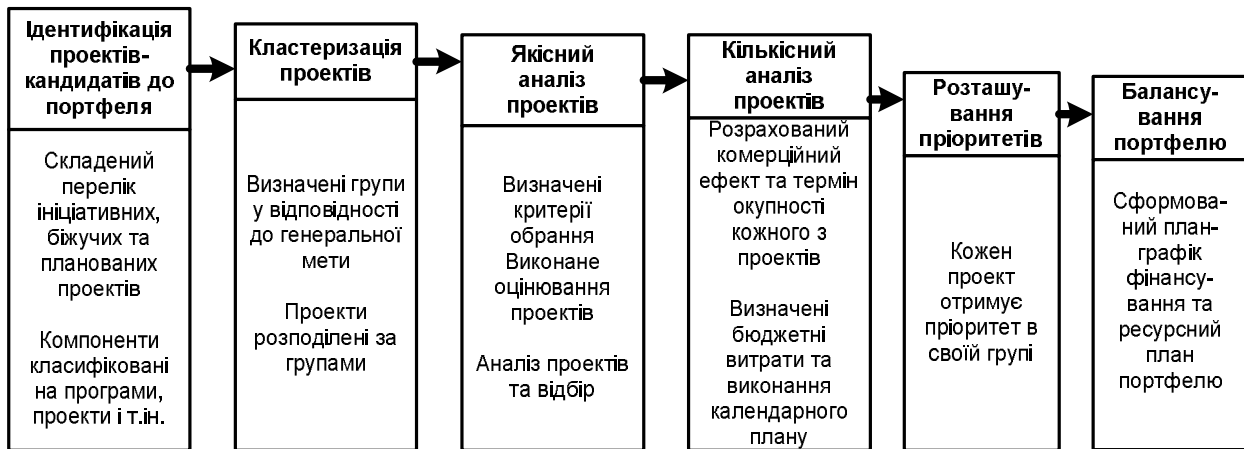 Ідентифікація
проектів-
кандидатів до
портфеля
Складений
перелік
ініціативних,
біжучих та
планованих
проектів
Компоненти
класифіковані
на програми,
проекти і т.ін.
Кластеризація
проектів
Визначені групи
у відповідності
до генеральної
мети
Проекти
розподілені за
групами
Якісний
аналіз
проектів
Визначені
критерії
обрання
Виконане
оцінювання
проектів
Аналіз проектів
та відбір
Кількісний
аналіз
проектів
Розрахований
комерційний
ефект та термін
окупності
кожного з
проектів
Визначені
бюджетні
витрати та
виконання
календарного
плану
Розташу-
вання
пріоритетів
Кожен
проект
отримує
пріоритет в
своїй групі
Балансу-
вання
портфелю
Сформова-
ний план-
графік
фінансу-
вання та
ресурсний
план
портфелю